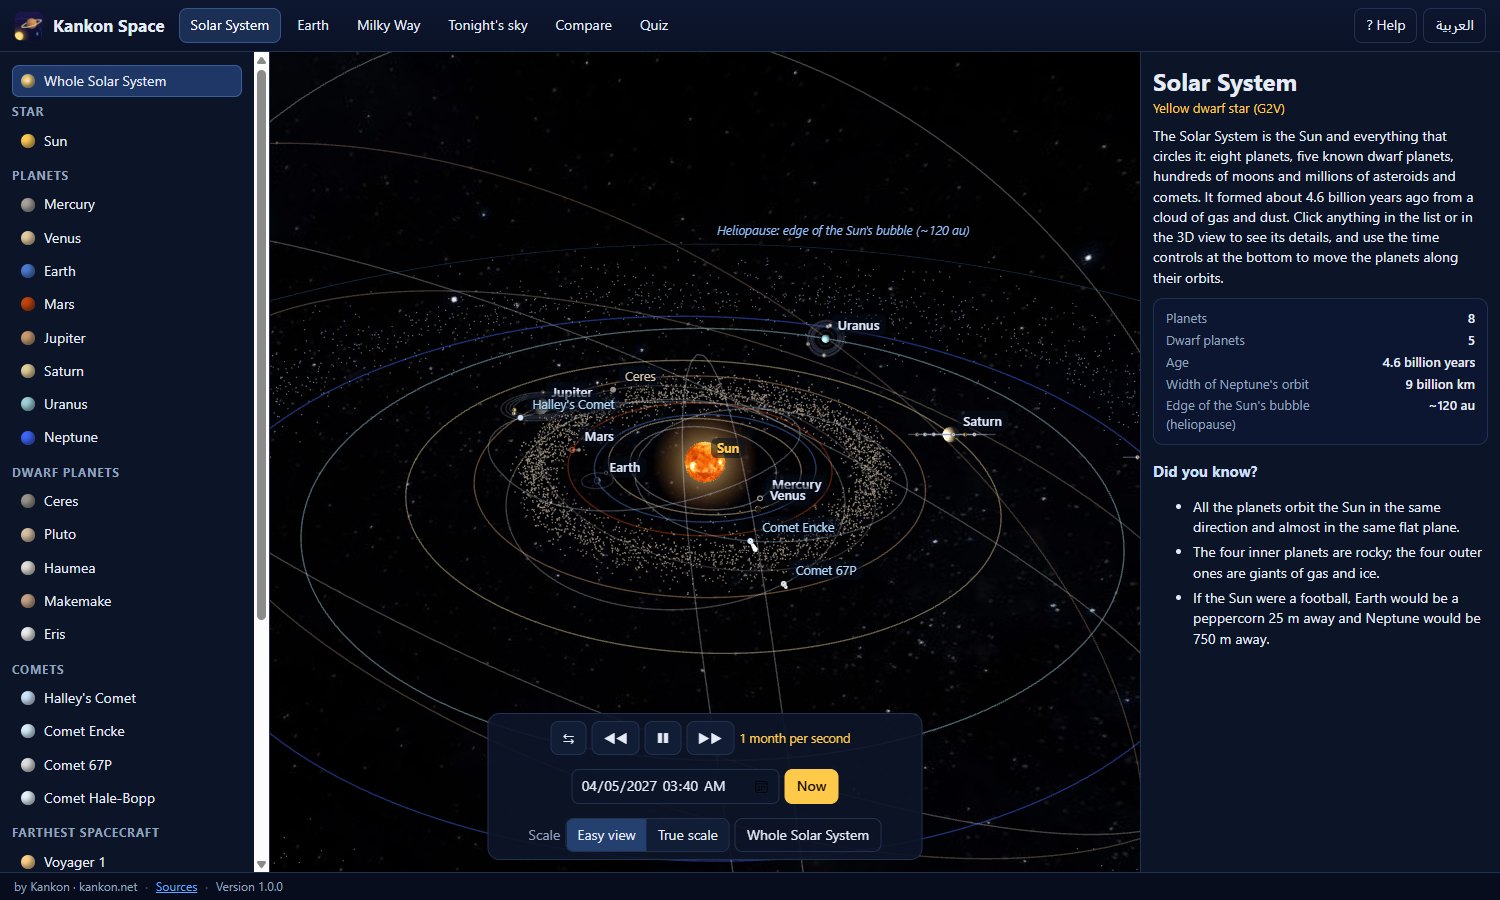 Kankon Space
Solar System
Earth
Milky Way
Tonight's sky
Compare
Quiz
? Help
العربية
Whole Solar System
STAR
Sun
PLANETS
Mercury
Venus
Earth
Mars
Jupiter
Saturn
Uranus
Neptune
DWARF PLANETS
Ceres
Pluto
Haumea
Makemake
Eris
COMETS
Halley's Comet
Comet Encke
Comet 67P
Comet Hale-Bopp
FARTHEST SPACECRAFT
Voyager 1
Heliopause: edge of the Sun's bubble (~120 au)
Uranus
Ceres
Jupiter
Halley's Comet
Saturn
Mars
Sun
Earth
Mercury
Venus
Comet Encke
Comet 67P
1 month per second
04/05/2027 03:40 AM
Now
Scale
Easy view
True scale
Whole Solar System
Solar System
Yellow dwarf star (G2V)
The Solar System is the Sun and everything that
circles it: eight planets, five known dwarf planets,
hundreds of moons and millions of asteroids and
comets. It formed about 4.6 billion years ago from a
cloud of gas and dust. Click anything in the list or in
the 3D view to see its details, and use the time
controls at the bottom to move the planets along
their orbits.
Planets 8
Dwarf planets 5
Age 4.6 billion years
Width of Neptune's orbit 9 billion km
Edge of the Sun's bubble ~120 au
(heliopause)
Did you know?
• All the planets orbit the Sun in the same
direction and almost in the same flat plane.
• The four inner planets are rocky; the four outer
ones are giants of gas and ice.
• If the Sun were a football, Earth would be a
peppercorn 25 m away and Neptune would be
750 m away.
by Kankon · kankon.net · Sources · Version 1.0.0